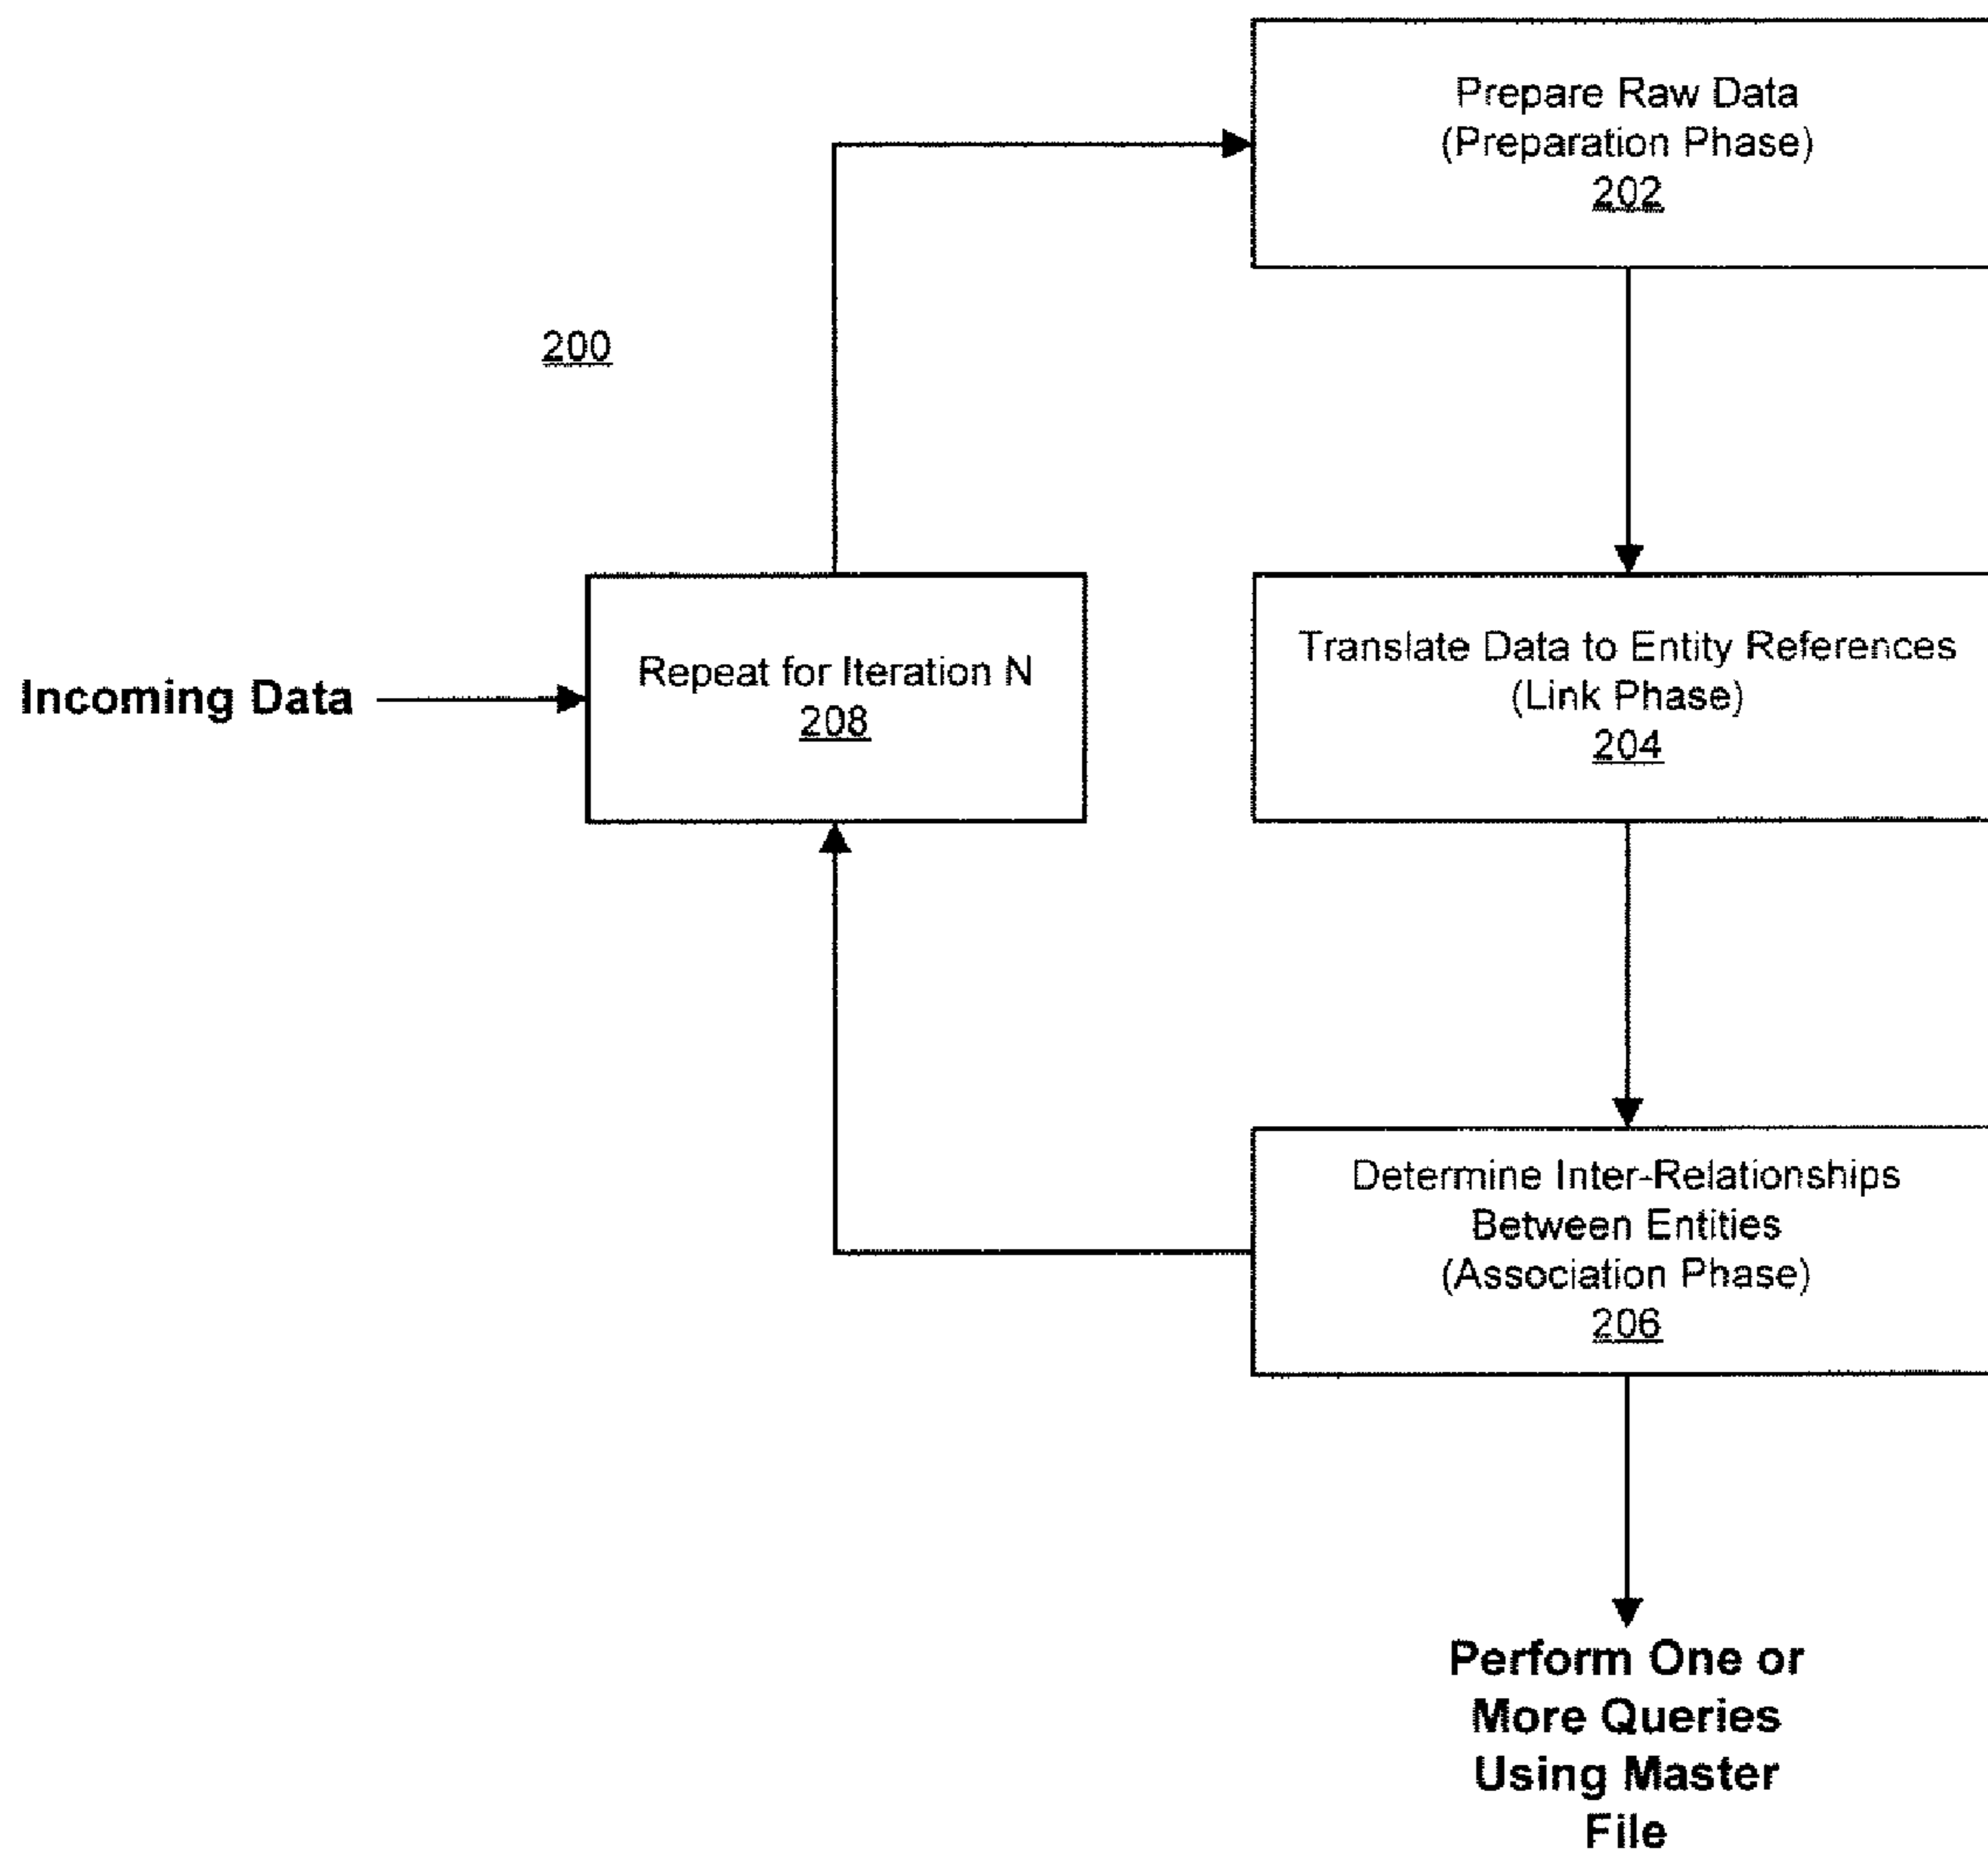 Prepare Raw Data
(Preparation Phase)
202
200
Incoming Data
Repeat for Iteration N
208
Translate Data to Entity References
(Link Phase)
204
Determine Inter-Relationships
Between Entities
(Association Phase)
206
Perform One or
More Queries
Using Master
File